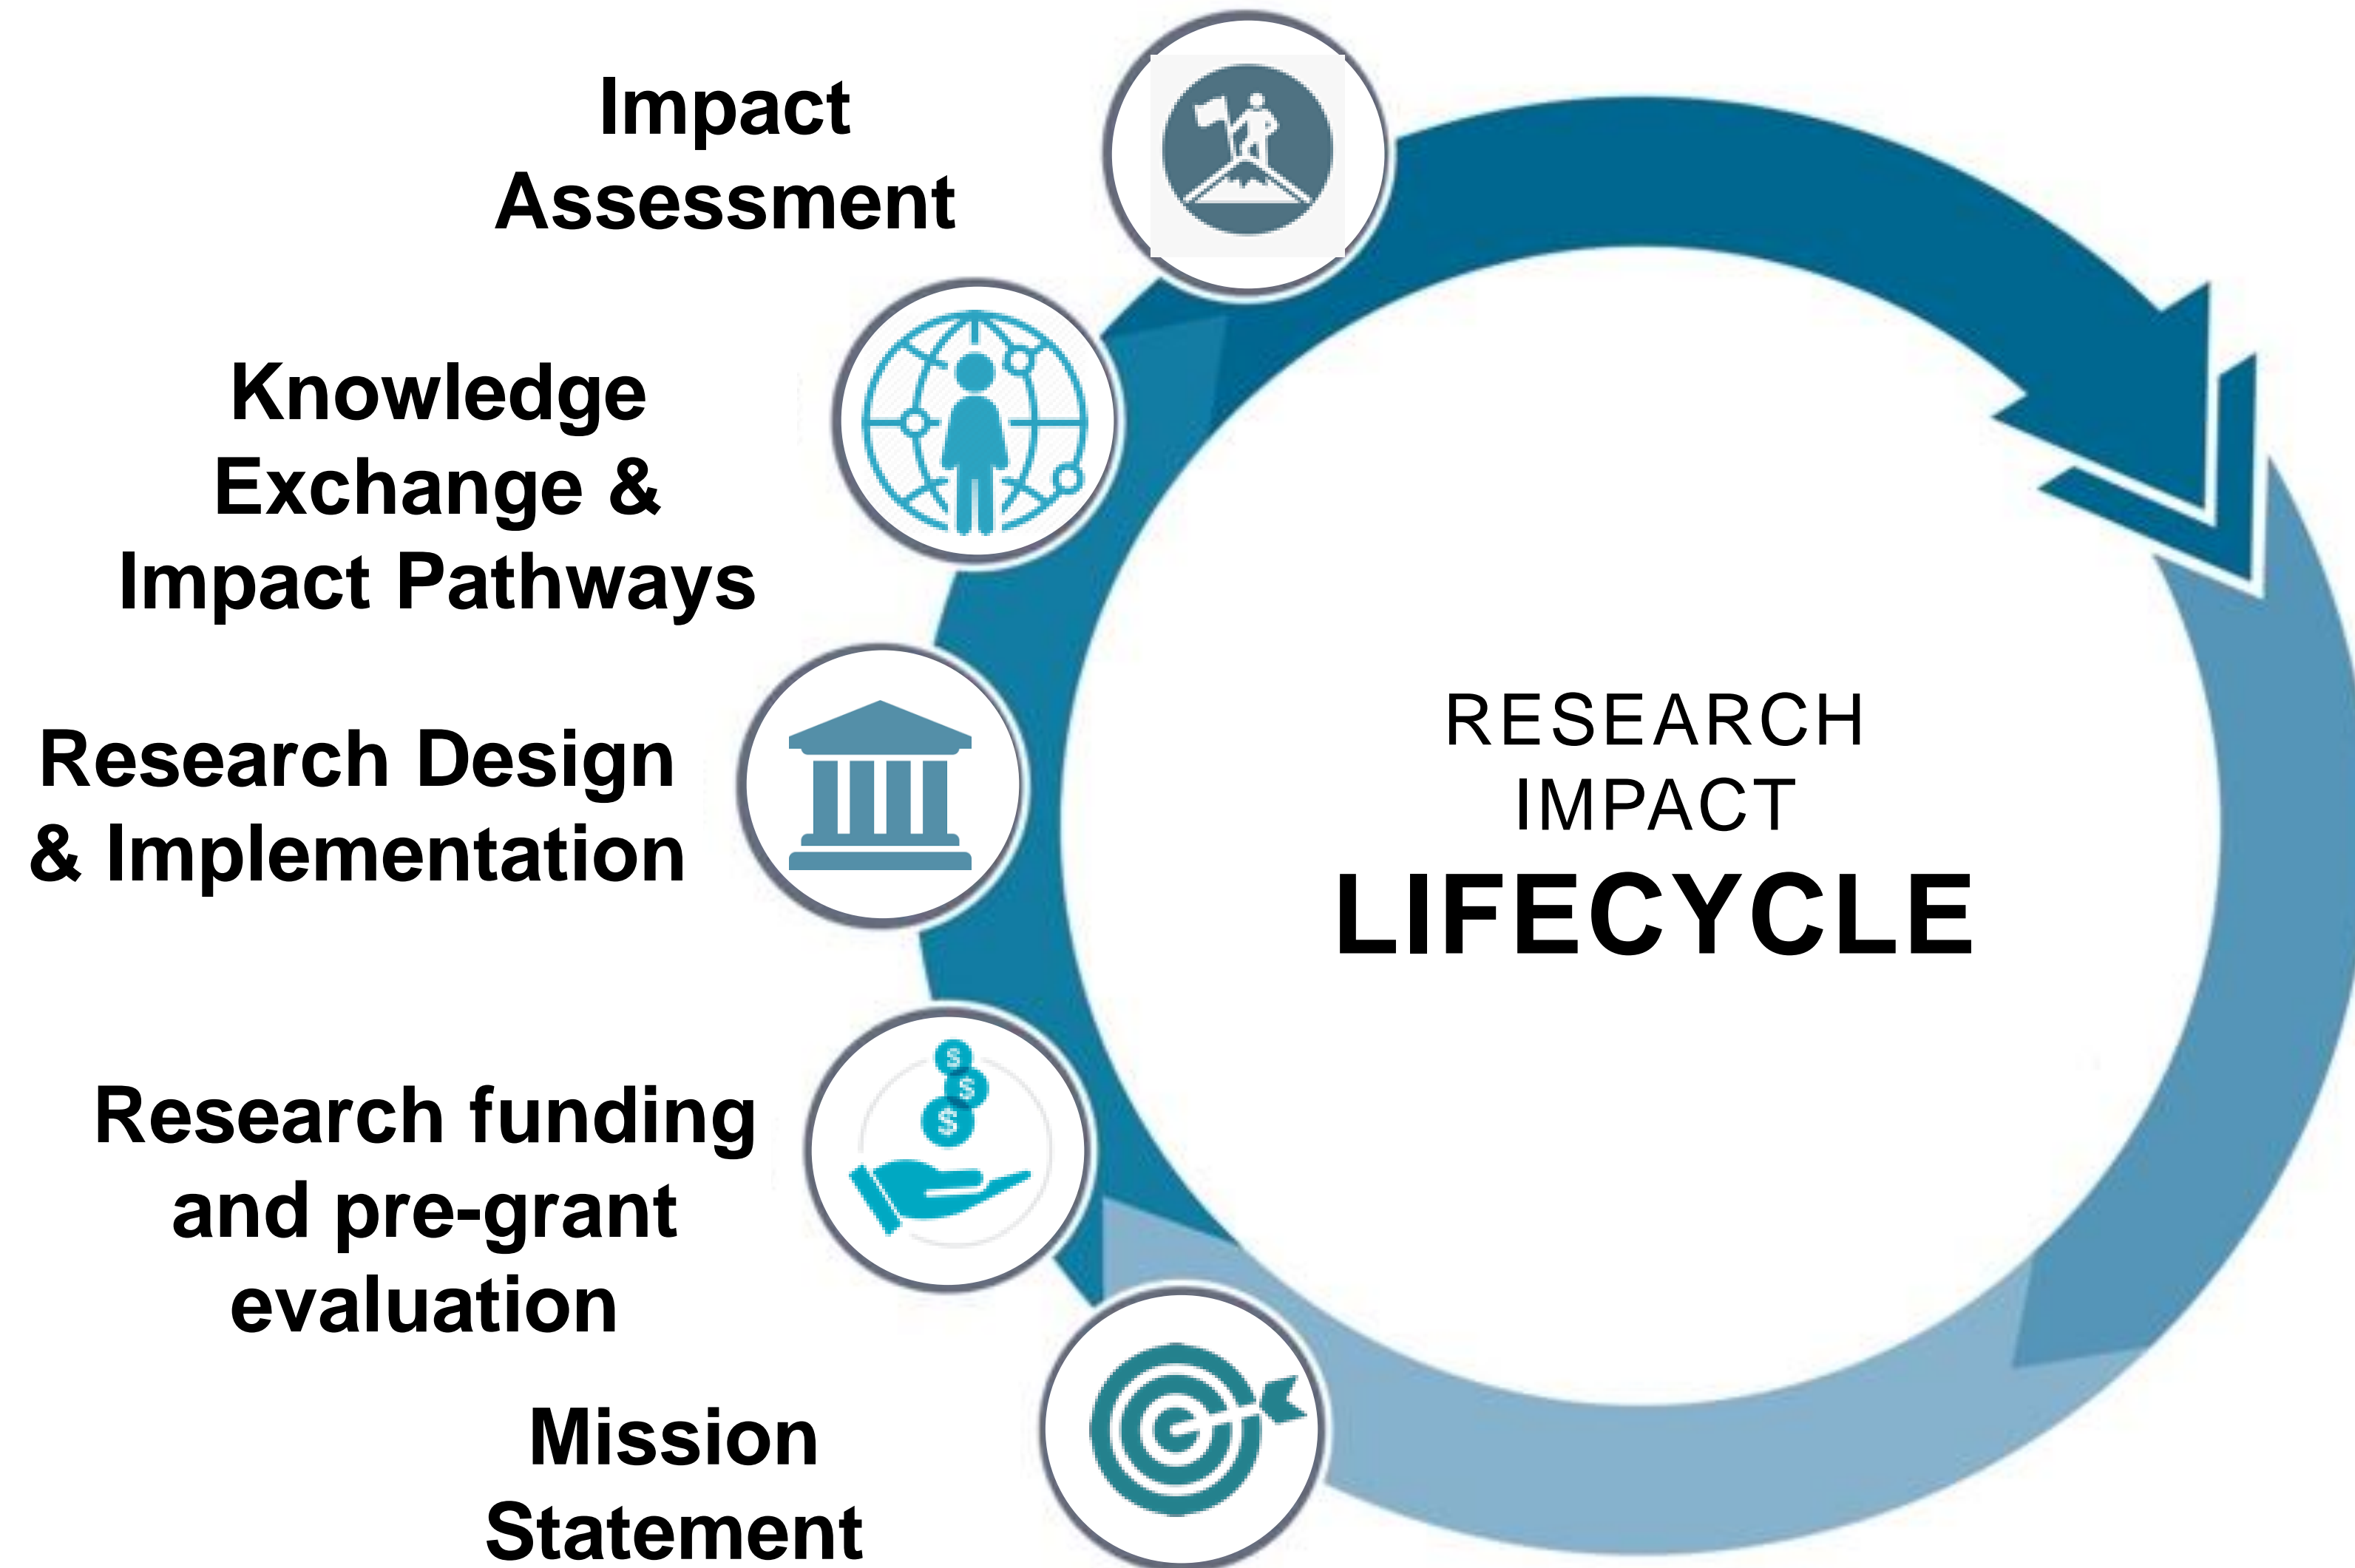 Impact
Assessment
Knowledge
Exchange &
Impact Pathways
Research Design
& Implementation
Research funding
and pre-grant
evaluation
Mission
Statement
RESEARCH
IMPACT
LIFECYCLE
$
$
$